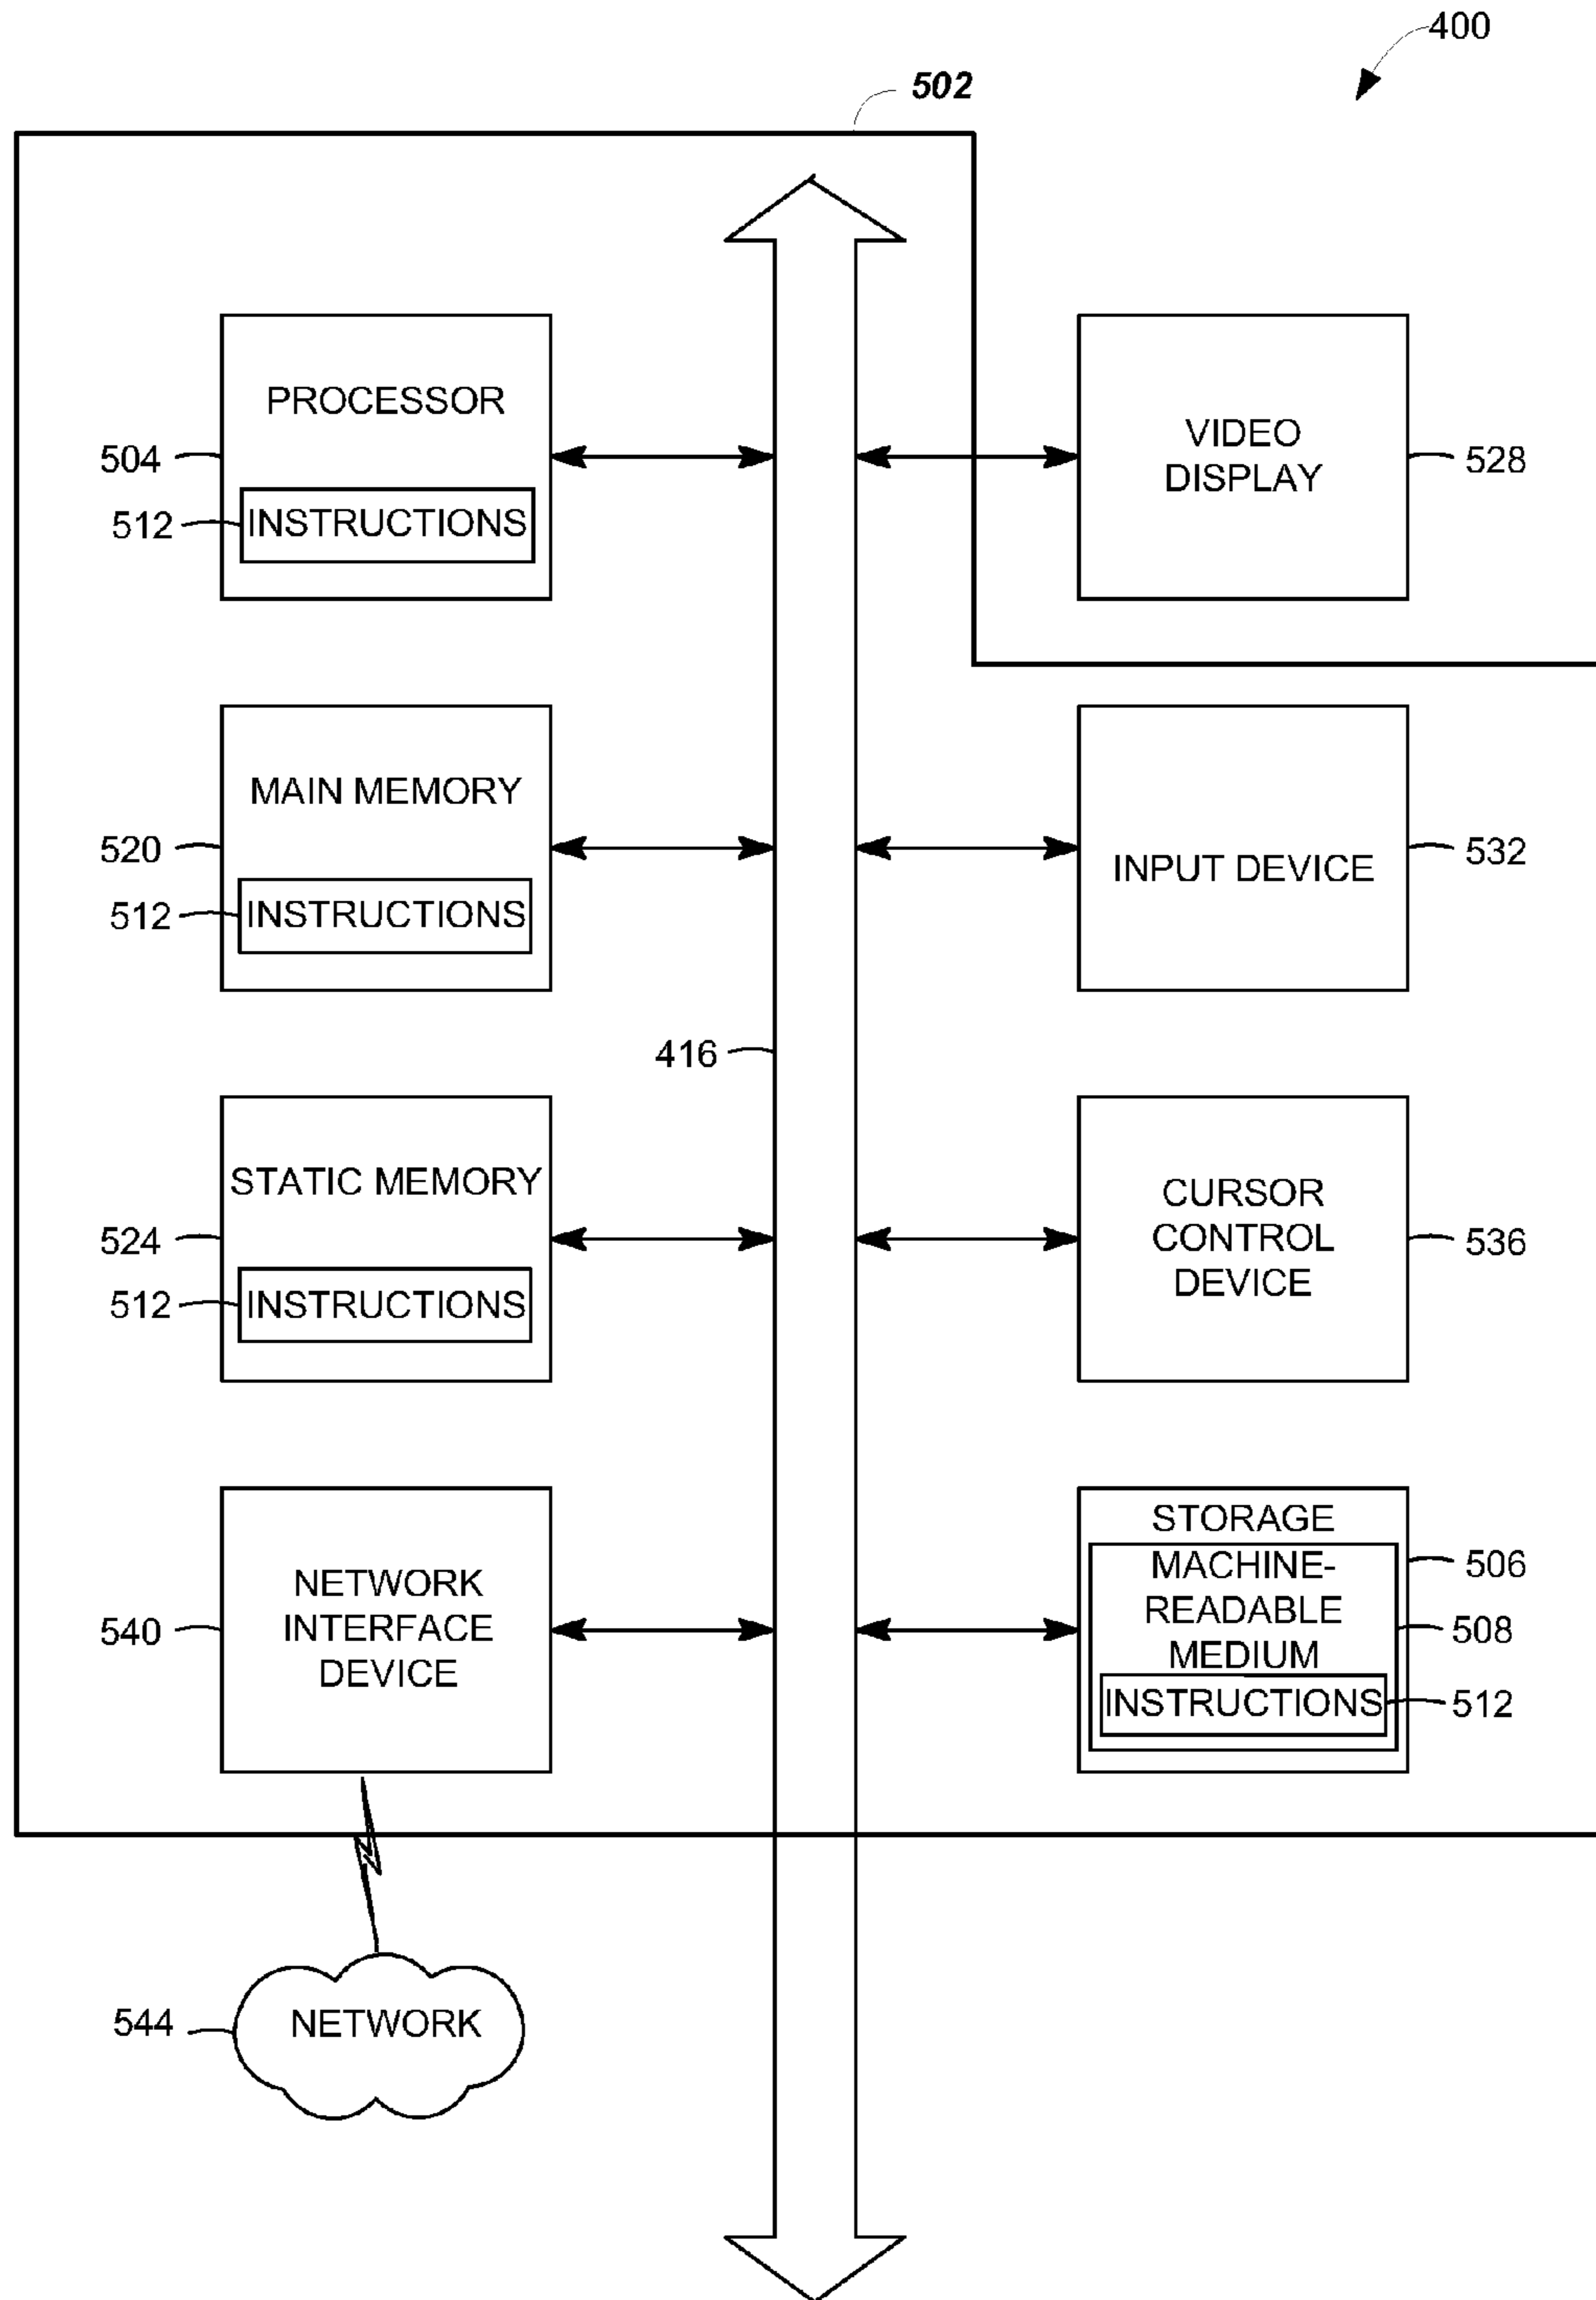 400
502
PROCESSOR
504
512
INSTRUCTIONS
VIDEO
DISPLAY
528
MAIN MEMORY
520
512
INSTRUCTIONS
INPUT DEVICE
532
416
STATIC MEMORY
524
512
INSTRUCTIONS
CURSOR
CONTROL
DEVICE
536
NETWORK
INTERFACE
DEVICE
540
STORAGE
506
MACHINE-
READABLE
MEDIUM
508
INSTRUCTIONS
512
544
NETWORK